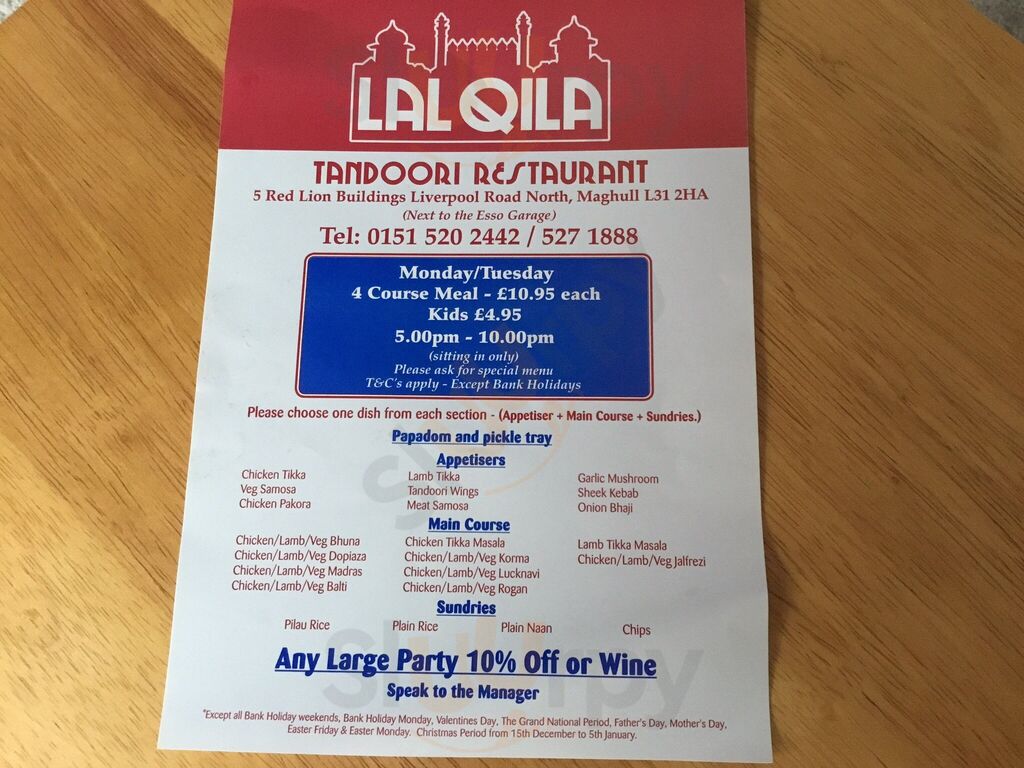 LAL QILA
TANDOORI RESTAURANT
5 Red Lion Buildings Liverpool Road North, Maghull L31 2HA
(Next to the Esso Garage)
Tel: 0151 520 2442 / 527 1888
Monday/Tuesday
4 Course Meal - £10.95 each
Kids £4.95
5.00pm - 10.00pm
(sitting in only)
Please ask for special menu
T&C's apply - Except Bank Holidays
Please choose one dish from each section - (Appetiser + Main Course + Sundries.)
Papadom and pickle tray
Appetisers
Chicken Tikka Lamb Tikka Garlic Mushroom
Veg Samosa Tandoori Wings Sheek Kebab
Chicken Pakora Meat Samosa Onion Bhaji
Main Course
Chicken/Lamb/Veg Bhuna Chicken Tikka Masala Lamb Tikka Masala
Chicken/Lamb/Veg Dopiaza Chicken/Lamb/Veg Korma Chicken/Lamb/Veg Jalfrezi
Chicken/Lamb/Veg Madras Chicken/Lamb/Veg Lucknavi
Chicken/Lamb/Veg Balti Chicken/Lamb/Veg Rogan
Sundries
Pilau Rice Plain Rice Plain Naan Chips
Any Large Party 10% Off or Wine
Speak to the Manager
*Except all Bank Holiday weekends, Bank Holiday Monday, Valentines Day, The Grand National Period, Father's Day, Mother's Day,
Easter Friday & Easter Monday. Christmas Period from 15th December to 5th January.
slurrpy